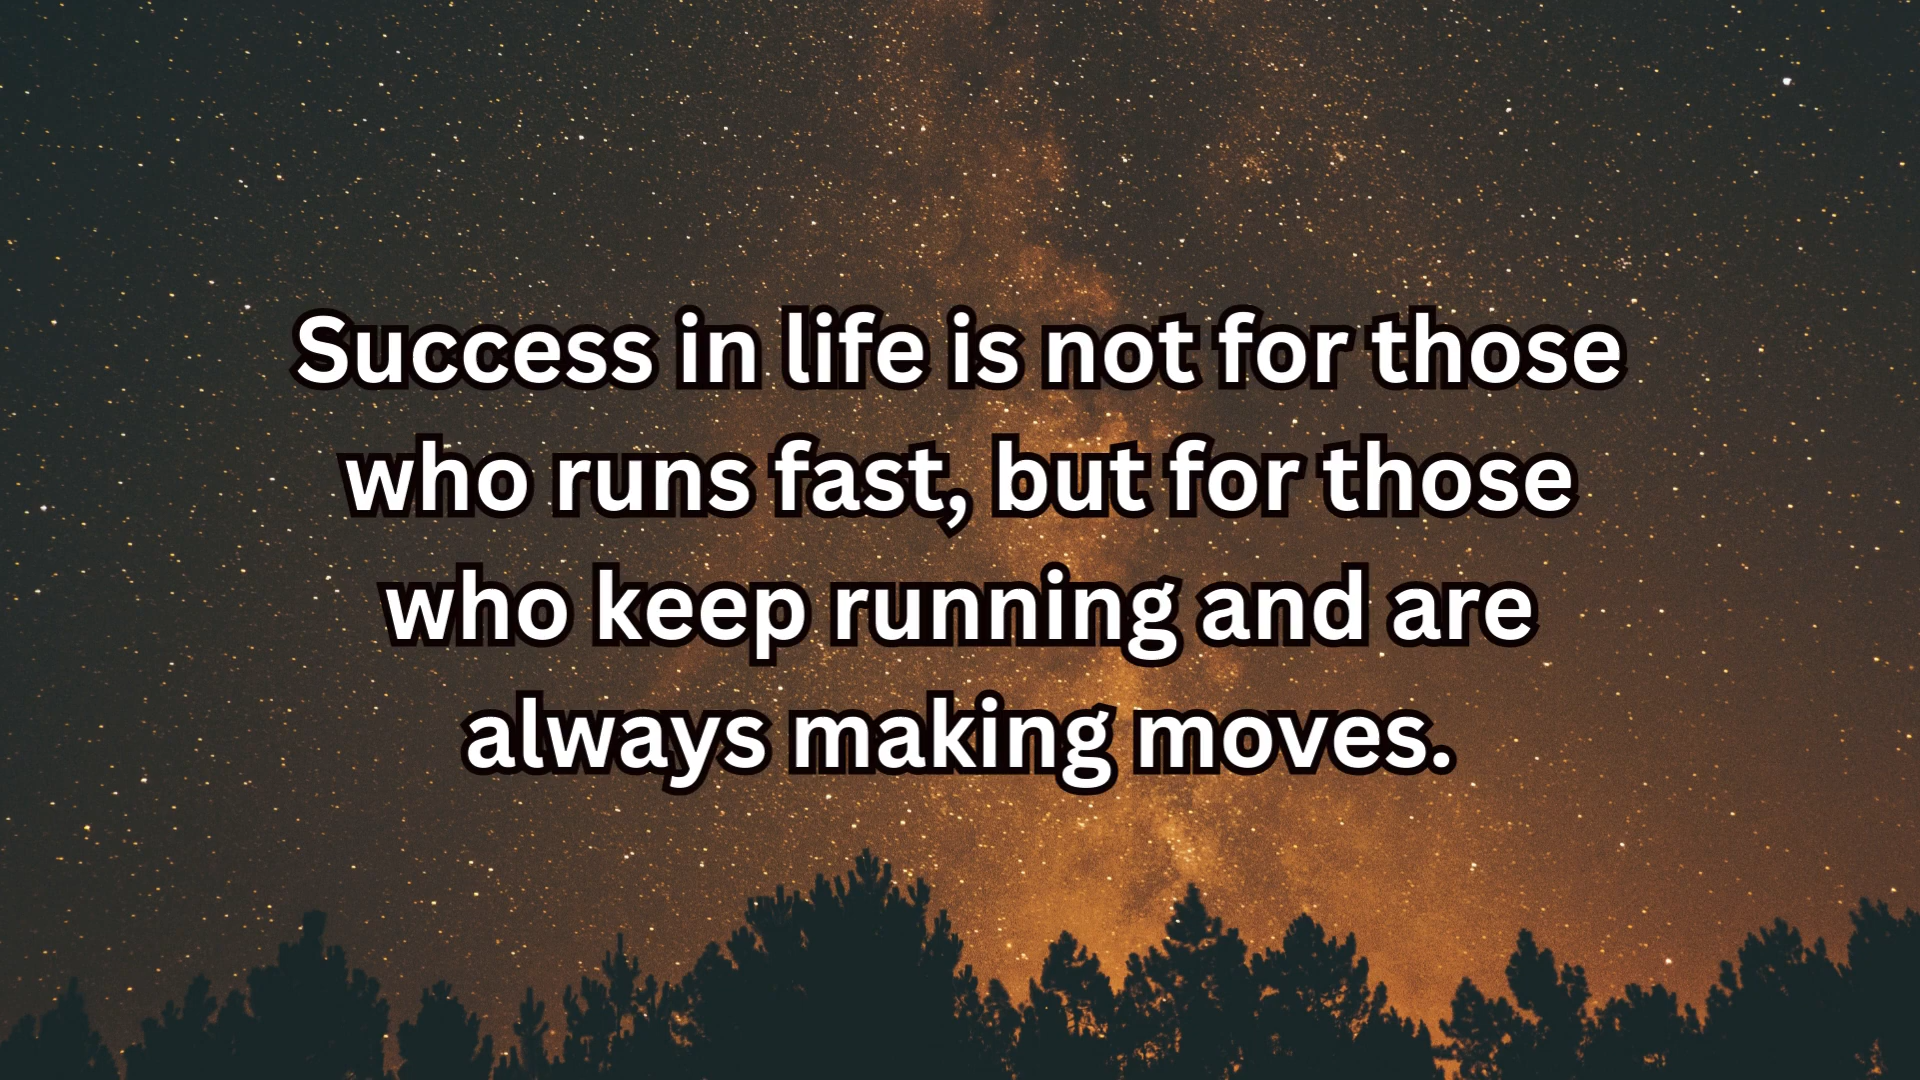 Success in life is not for those
who runs fast, but for those
who keep running and are
always making moves.